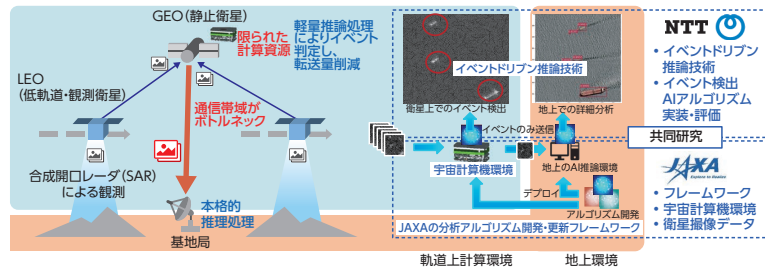 GEO(静止衛星)
限られた
計算資源
軽量推論処理
によりイベント
判定し、
転送量削減
LEO
(低軌道・観測衛星)
通信帯域が
ボトルネック
合成開口レーダ(SAR)
による観測
本格的
推理処理
基地局
イベントドリブン推論技術
衛星上でのイベント検出
地上での詳細分析
イベントのみ送信
宇宙計算機環境
地上のAI推論環境
デプロイ
アルゴリズム開発
JAXAの分析アルゴリズム開発・更新フレームワーク
軌道上計算環境
地上環境
NTT
• イベントドリブン
推論技術
• イベント検出
AIアルゴリズム
実装・評価
共同研究
JAXA
Explore to Realize
• フレームワーク
• 宇宙計算機環境
• 衛星撮像データ